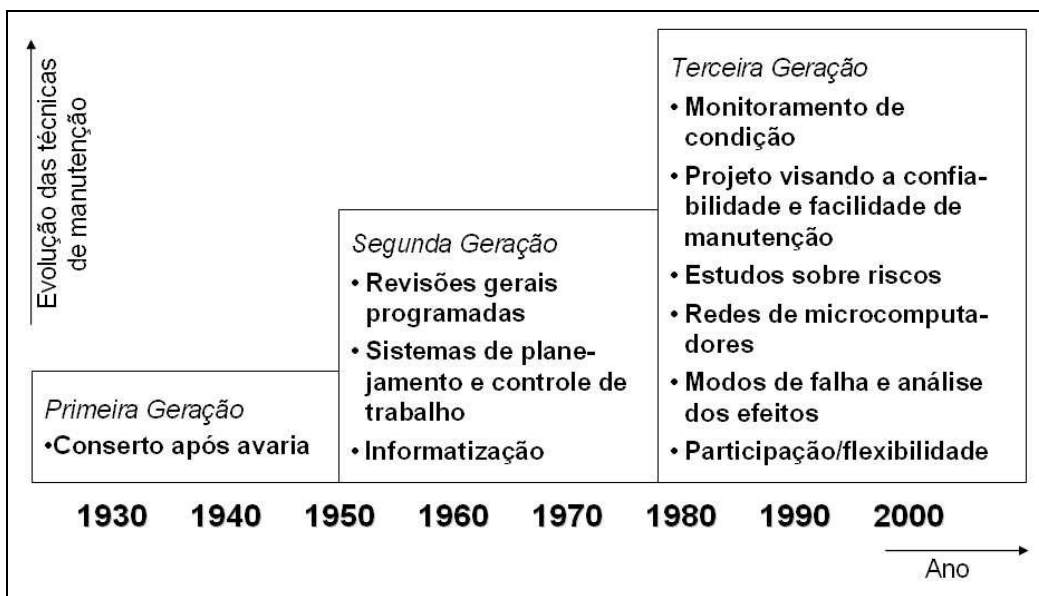 Evolução das técnicas
de manutenção
Primeira Geração
•Conserto após avaria
Segunda Geração
• Revisões gerais
programadas
• Sistemas de plane-
jamento e controle de
trabalho
• Informatização
Terceira Geração
• Monitoramento de
condição
• Projeto visando a confia-
bilidade e facilidade de
manutenção
• Estudos sobre riscos
• Redes de microcomputa-
dores
• Modos de falha e análise
dos efeitos
• Participação/flexibilidade
1930 1940 1950 1960 1970 1980 1990 2000
Ano